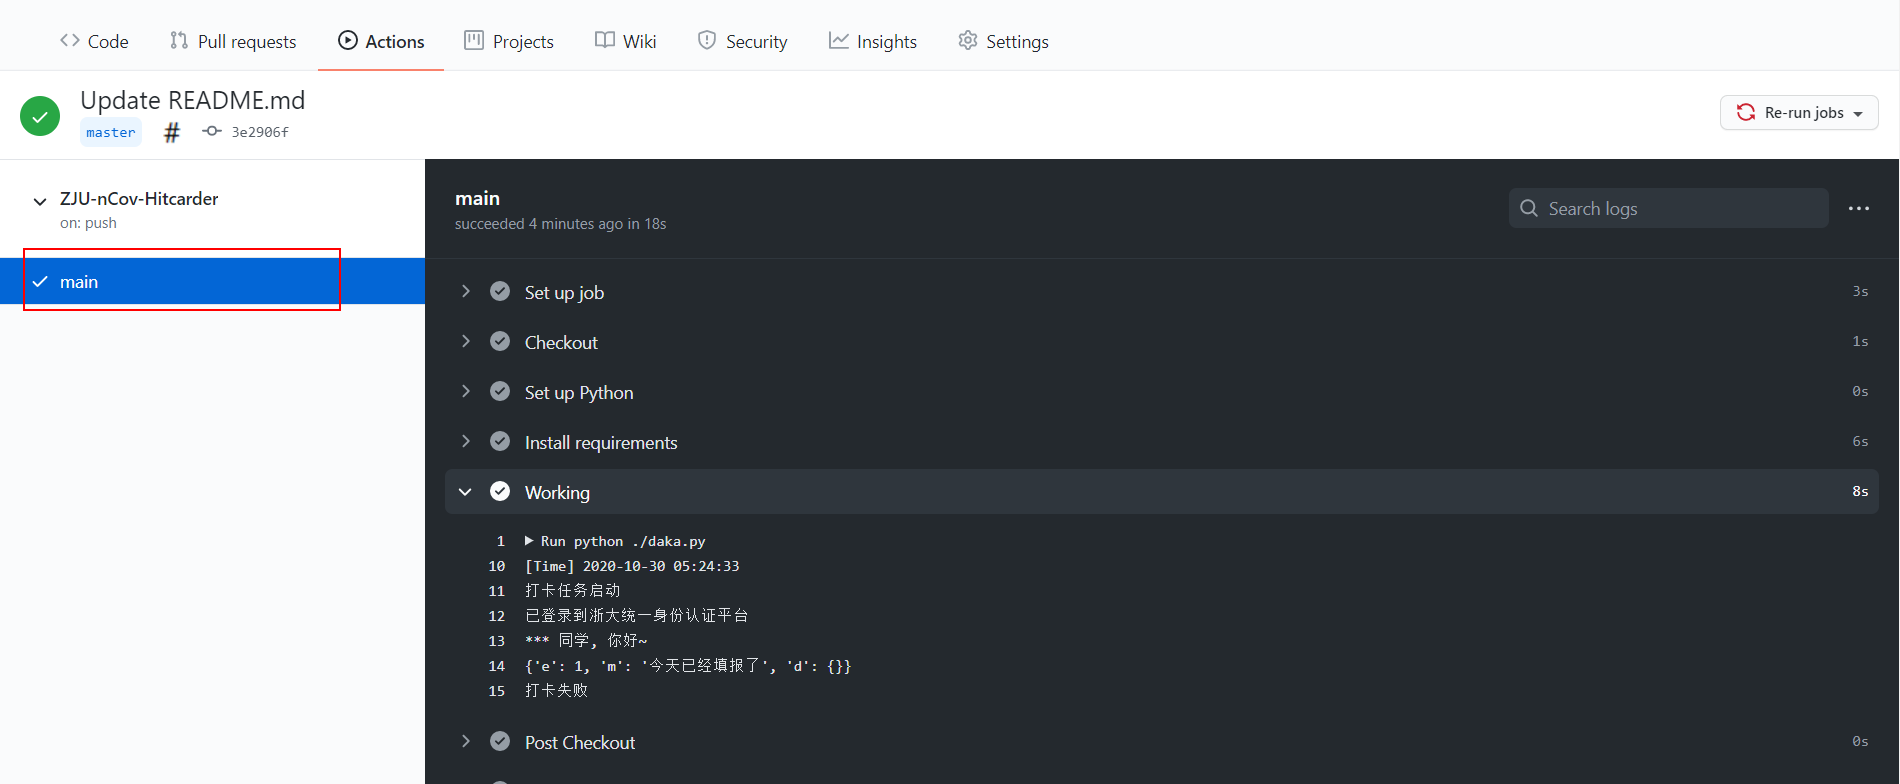 Code Pull requests Actions Projects Wiki Security Insights Settings
Update README.md
master # 3e2906f
Re-run jobs
ZJU-nCov-Hitcarder
on: push
main
main
succeeded 4 minutes ago in 18s
Search logs
Set up job 3s
Checkout 1s
Set up Python 0s
Install requirements 6s
Working 8s
1 Run python ./daka.py
10 [Time] 2020-10-30 05:24:33
11 打卡任务启动
12 已登录到浙大统一身份认证平台
13 *** 同学, 你好~
14 {'e': 1, 'm': '今天已经填报了', 'd': {}}
15 打卡失败
Post Checkout 0s